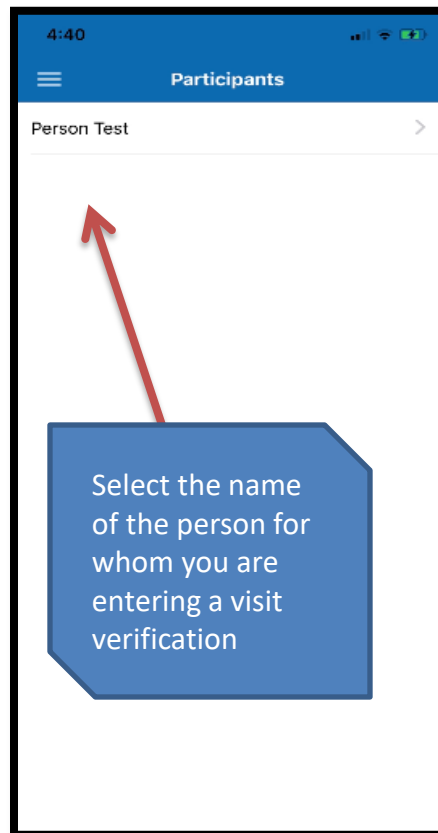 4:40
Participants
Person Test
Select the name
of the person for
whom you are
entering a visit
verification